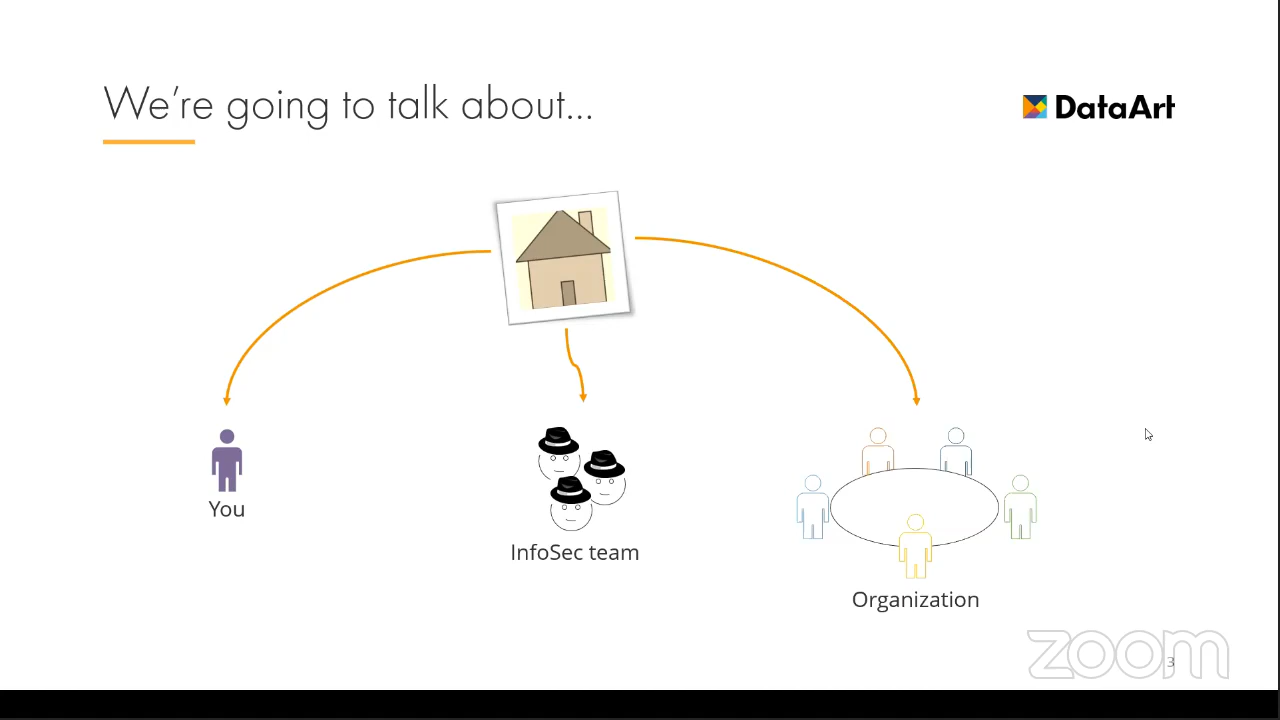 We're going to talk about...
DataArt
You
InfoSec team
Organization
zoom
3